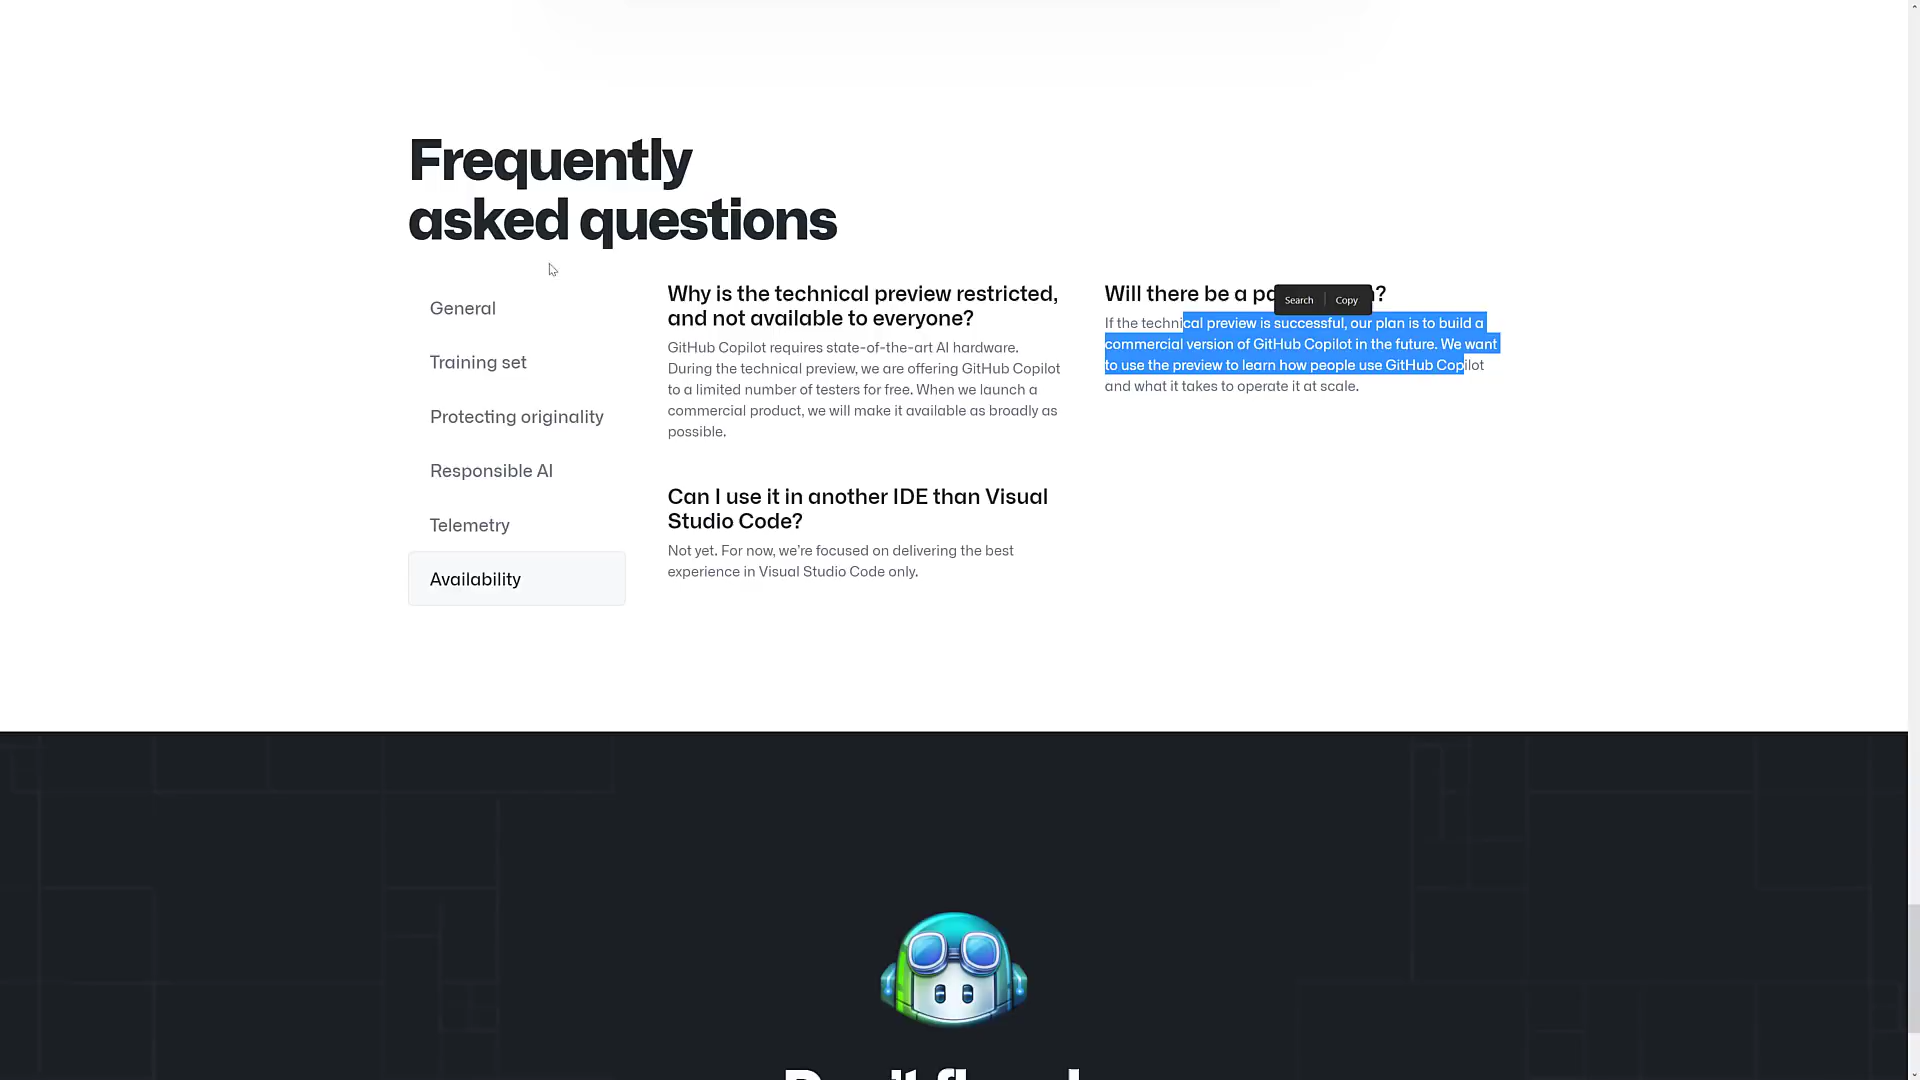 Frequently
asked questions
General
Training set
Protecting originality
Responsible AI
Telemetry
Availability
Why is the technical preview restricted,
and not available to everyone?
GitHub Copilot requires state-of-the-art AI hardware.
During the technical preview, we are offering GitHub Copilot
to a limited number of testers for free. When we launch a
commercial product, we will make it available as broadly as
possible.
Can I use it in another IDE than Visual
Studio Code?
Not yet. For now, we're focused on delivering the best
experience in Visual Studio Code only.
Will there be a ?
Search Copy
If the technical preview is successful, our plan is to build a
commercial version of GitHub Copilot in the future. We want
to use the preview to learn how people use GitHub Copilot
and what it takes to operate it at scale.